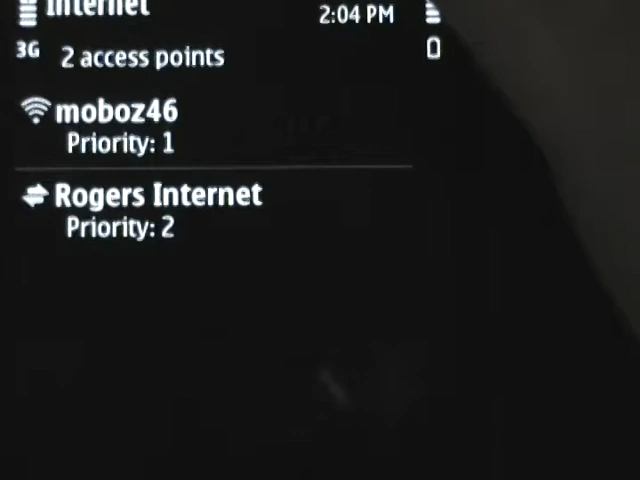 Internet
2:04 PM
3G
2 access points
moboz46
Priority: 1
Rogers Internet
Priority: 2